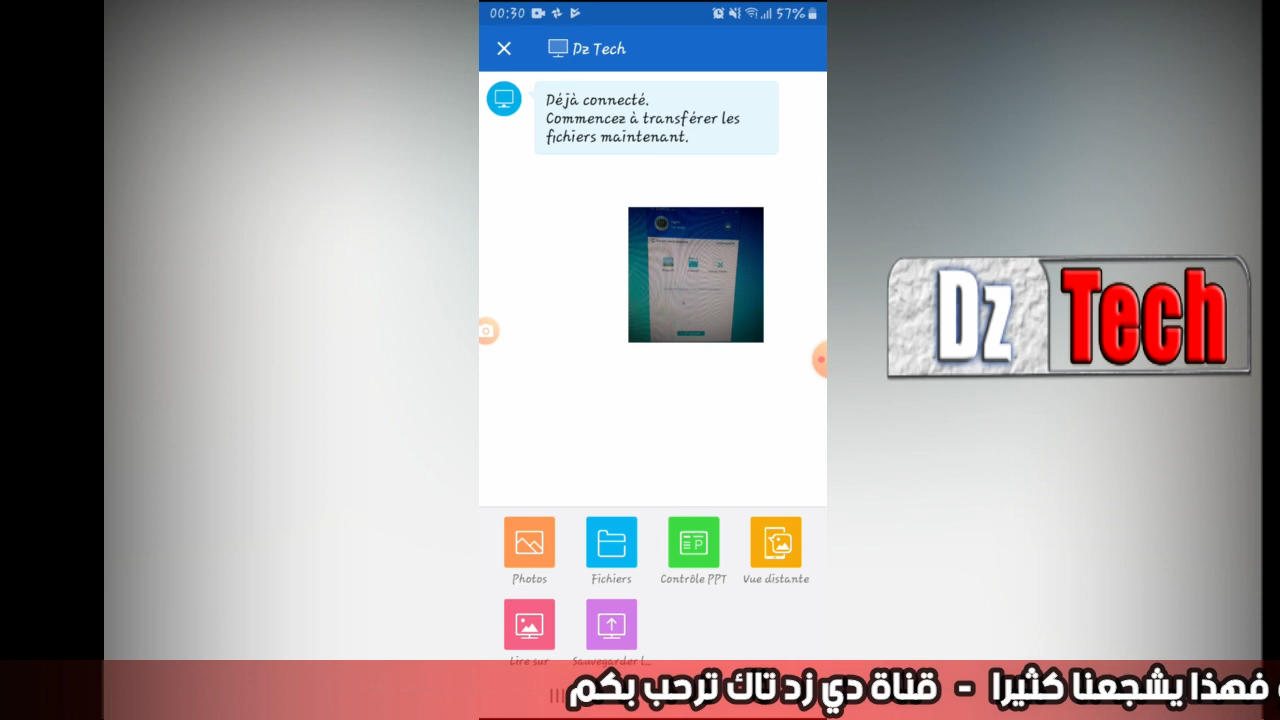 00:30
57%
Dz Tech
Déjà connecté.
Commencez à transférer les
fichiers maintenant.
Dz Tech
Photos
Fichiers
Contrôle PPT
Vue distante
Lire sur
Sauvegarder l...
فهذا يشجعنا كثيرا - قناة دي زد تاك ترحب بكم